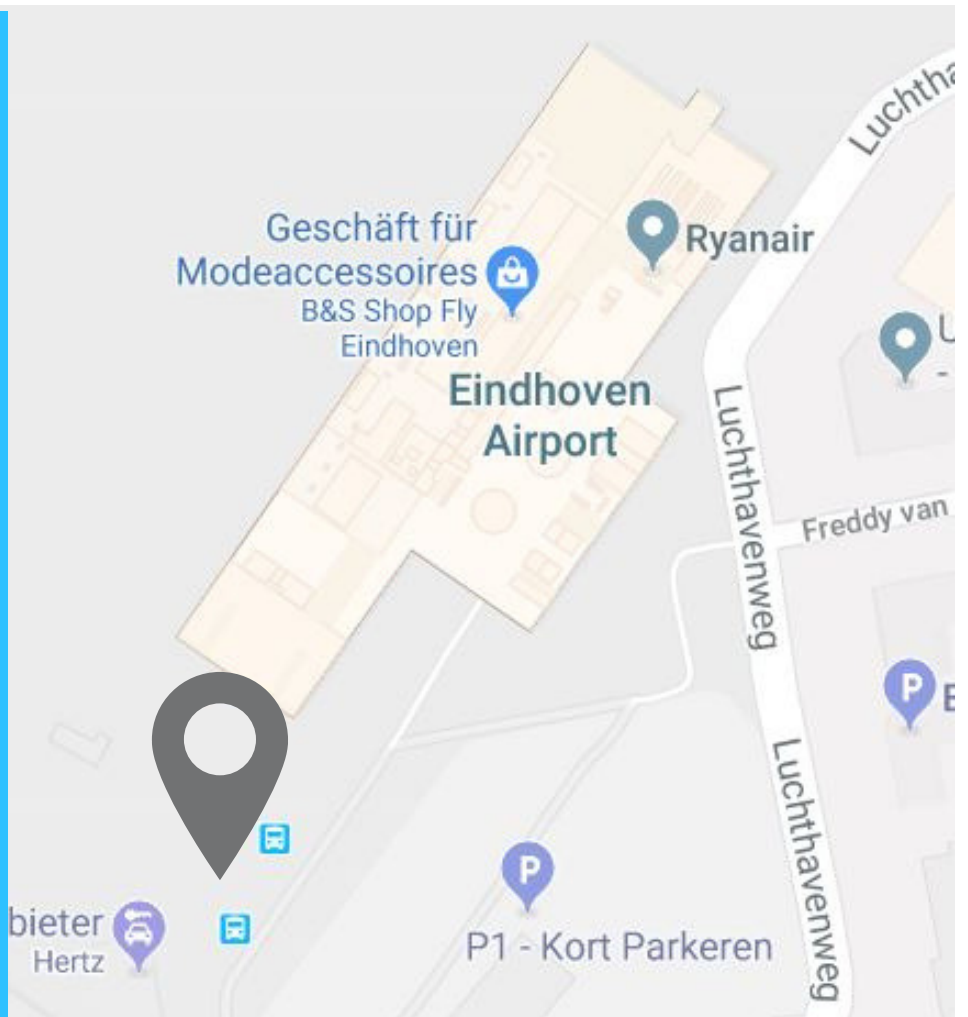 Luchtha
Geschäft für
Modeaccessoires
B&S Shop Fly
Eindhoven
Ryanair
U
-
Eindhoven
Airport
Luchthavenweg
Freddy van
P
E
Luchthavenweg
P
P1 - Kort Parkeren
bieter
Hertz